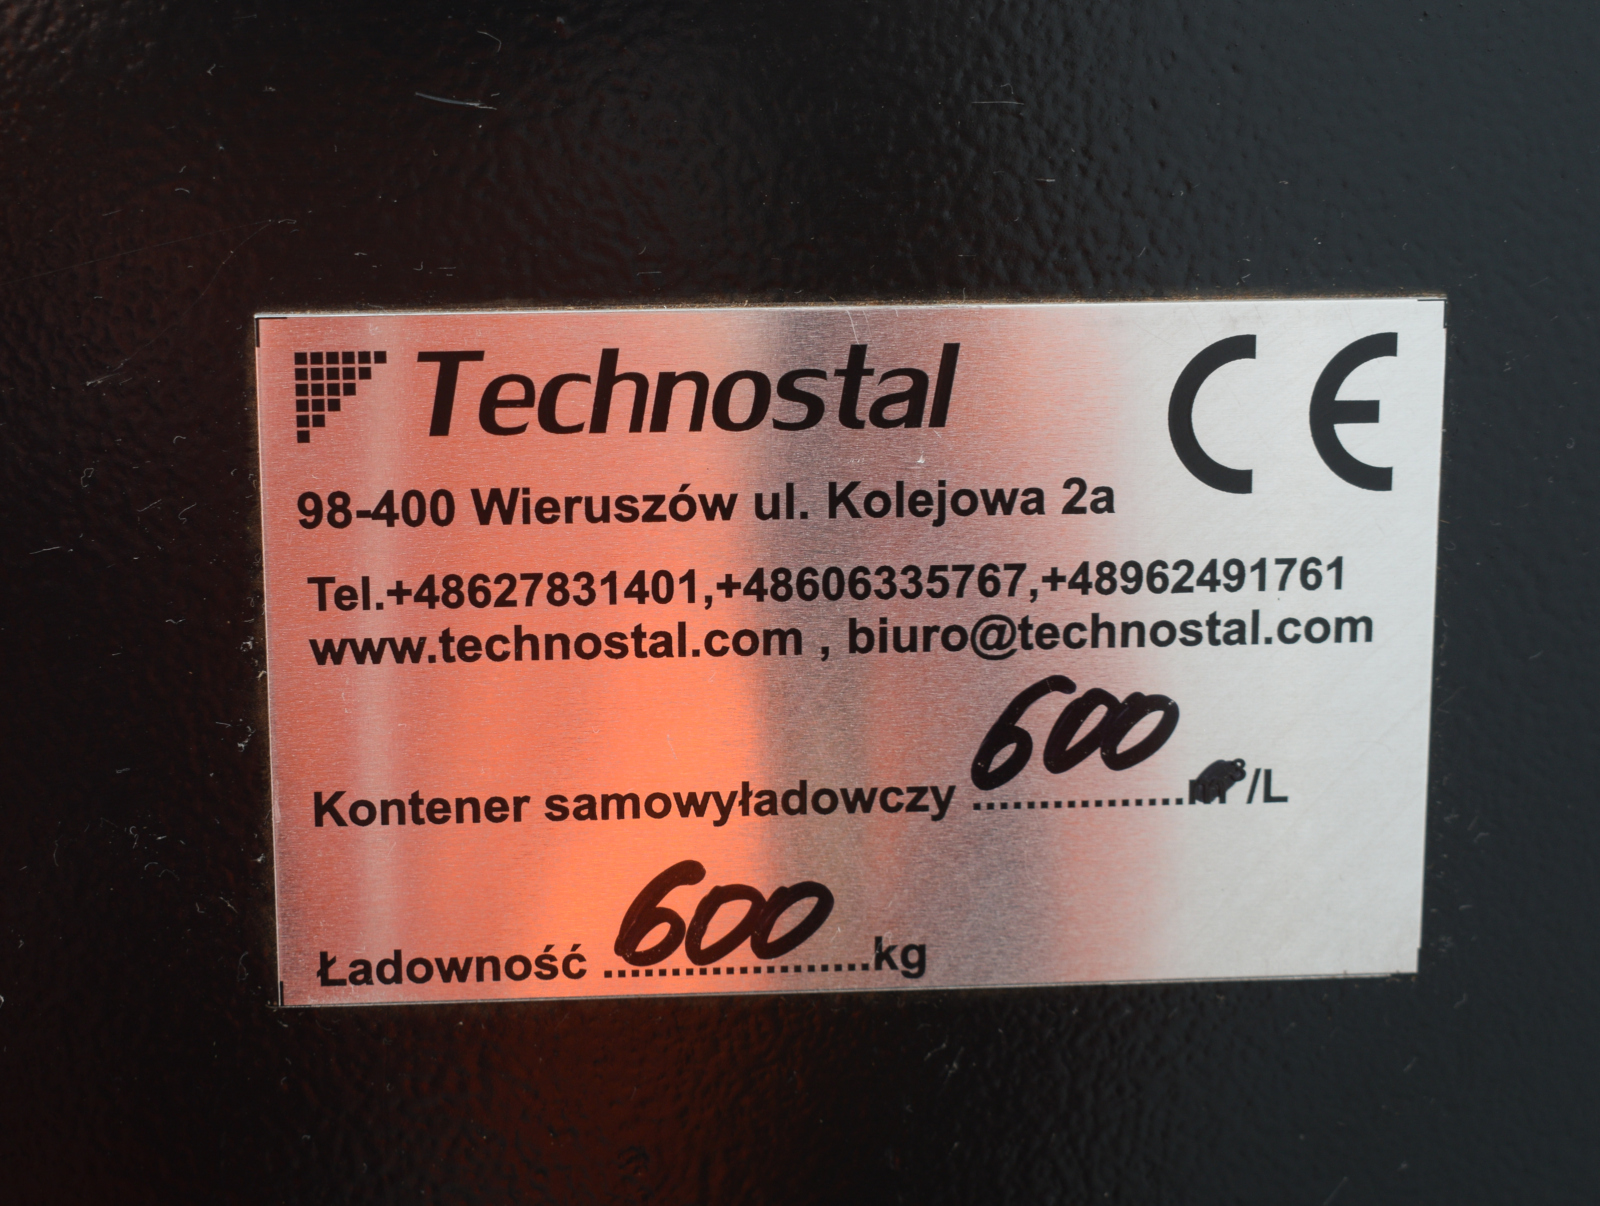 Technostal CE
98-400 Wieruszów ul. Kolejowa 2a
Tel.+48627831401,+48606335767,+48962491761
www.technostal.com , biuro@technostal.com
Kontener samowyładowczy 600 ................m³/L
Ładowność 600 ....................kg